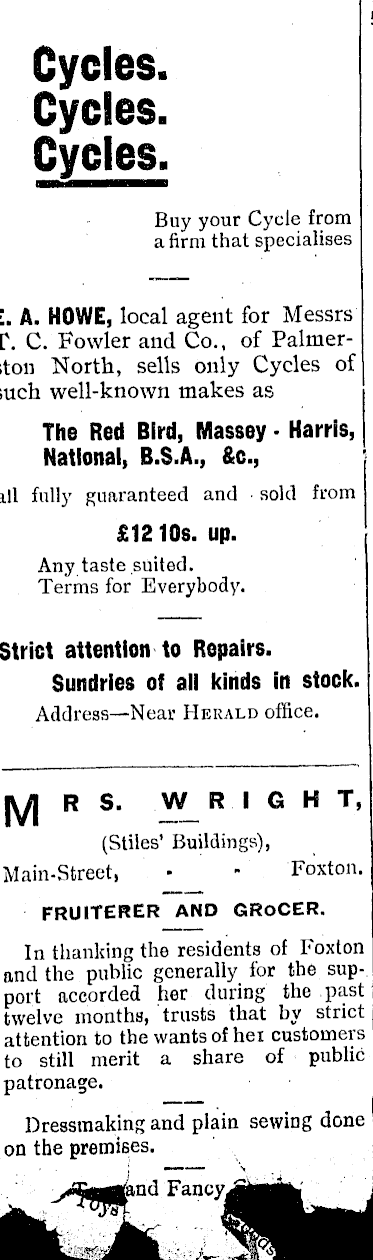 Cycles.
Cycles.
Cycles.
Buy your Cycle from
a firm that specialises
E. A. HOWE, local agent for Messrs
T. C. Fowler and Co., of Palmer-
ston North, sells only Cycles of
such well-known makes as
The Red Bird, Massey - Harris,
National, B.S.A., &c.,
all fully guaranteed and sold from
£12 10s. up.
Any taste suited.
Terms for Everybody.
Strict attention to Repairs.
Sundries of all kinds in stock.
Address—Near HERALD office.
MRS. WRIGHT,
(Stiles' Buildings),
Main-Street, - - Foxton.
FRUITERER AND GROCER.
In thanking the residents of Foxton
and the public generally for the sup-
port accorded her during the past
twelve months, trusts that by strict
attention to the wants of her customers
to still merit a share of public
patronage.
Dressmaking and plain sewing done
on the premises.
Toys and Fancy